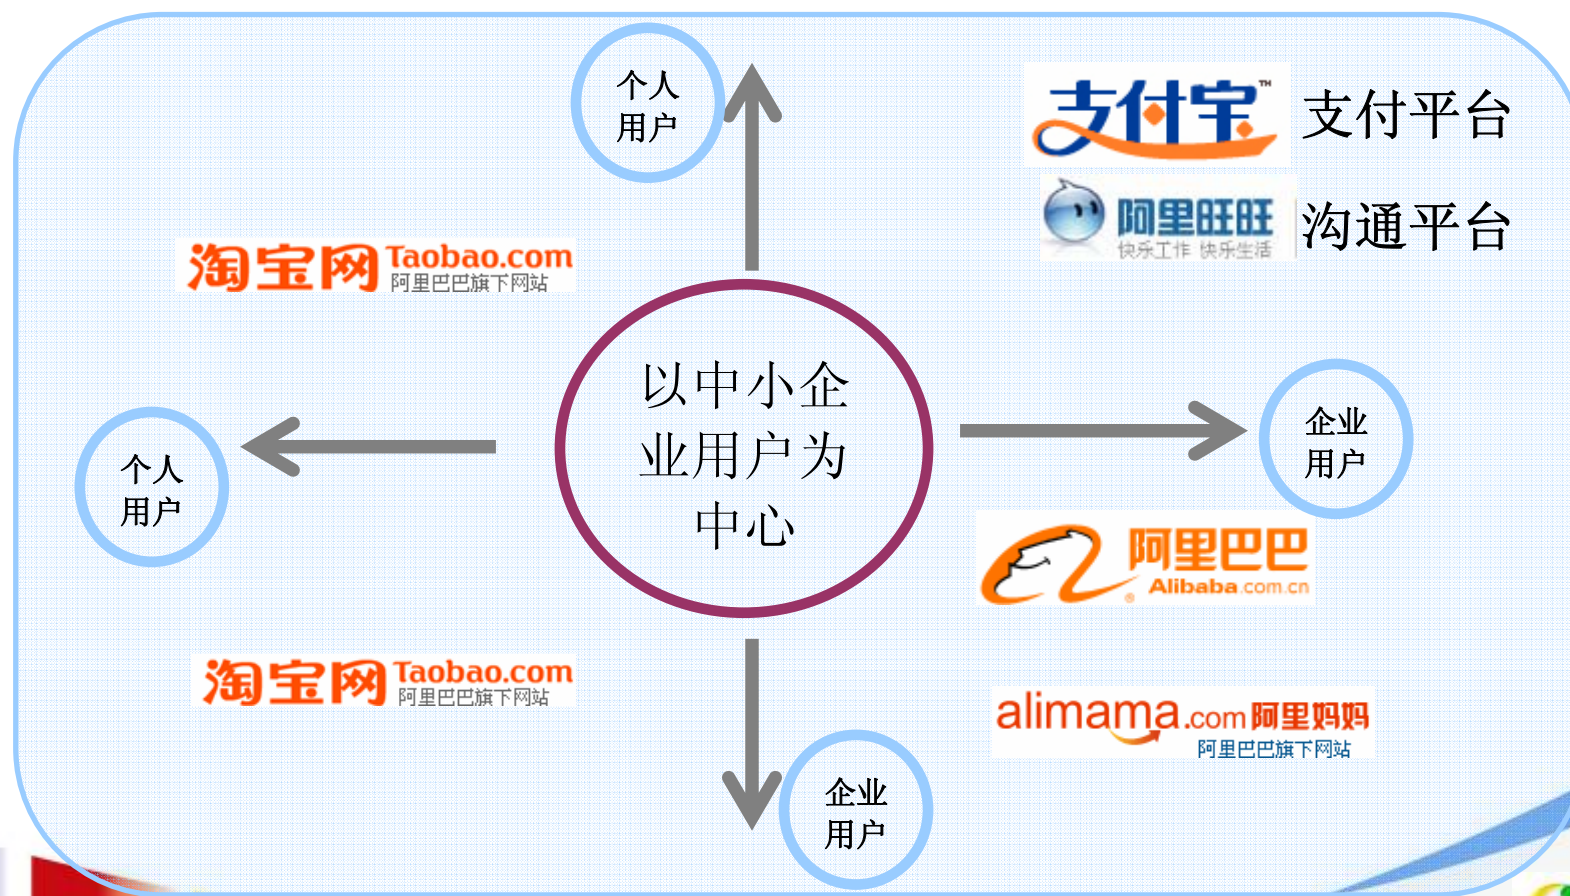 个人
用户
支付宝™ 支付平台
阿里旺旺
快乐工作 快乐生活
沟通平台
淘宝网 Taobao.com
阿里巴巴旗下网站
以中小企
业用户为
中心
个人
用户
企业
用户
阿里巴巴
Alibaba.com.cn
®
淘宝网 Taobao.com
阿里巴巴旗下网站
alimama.com 阿里妈妈
阿里巴巴旗下网站
企业
用户